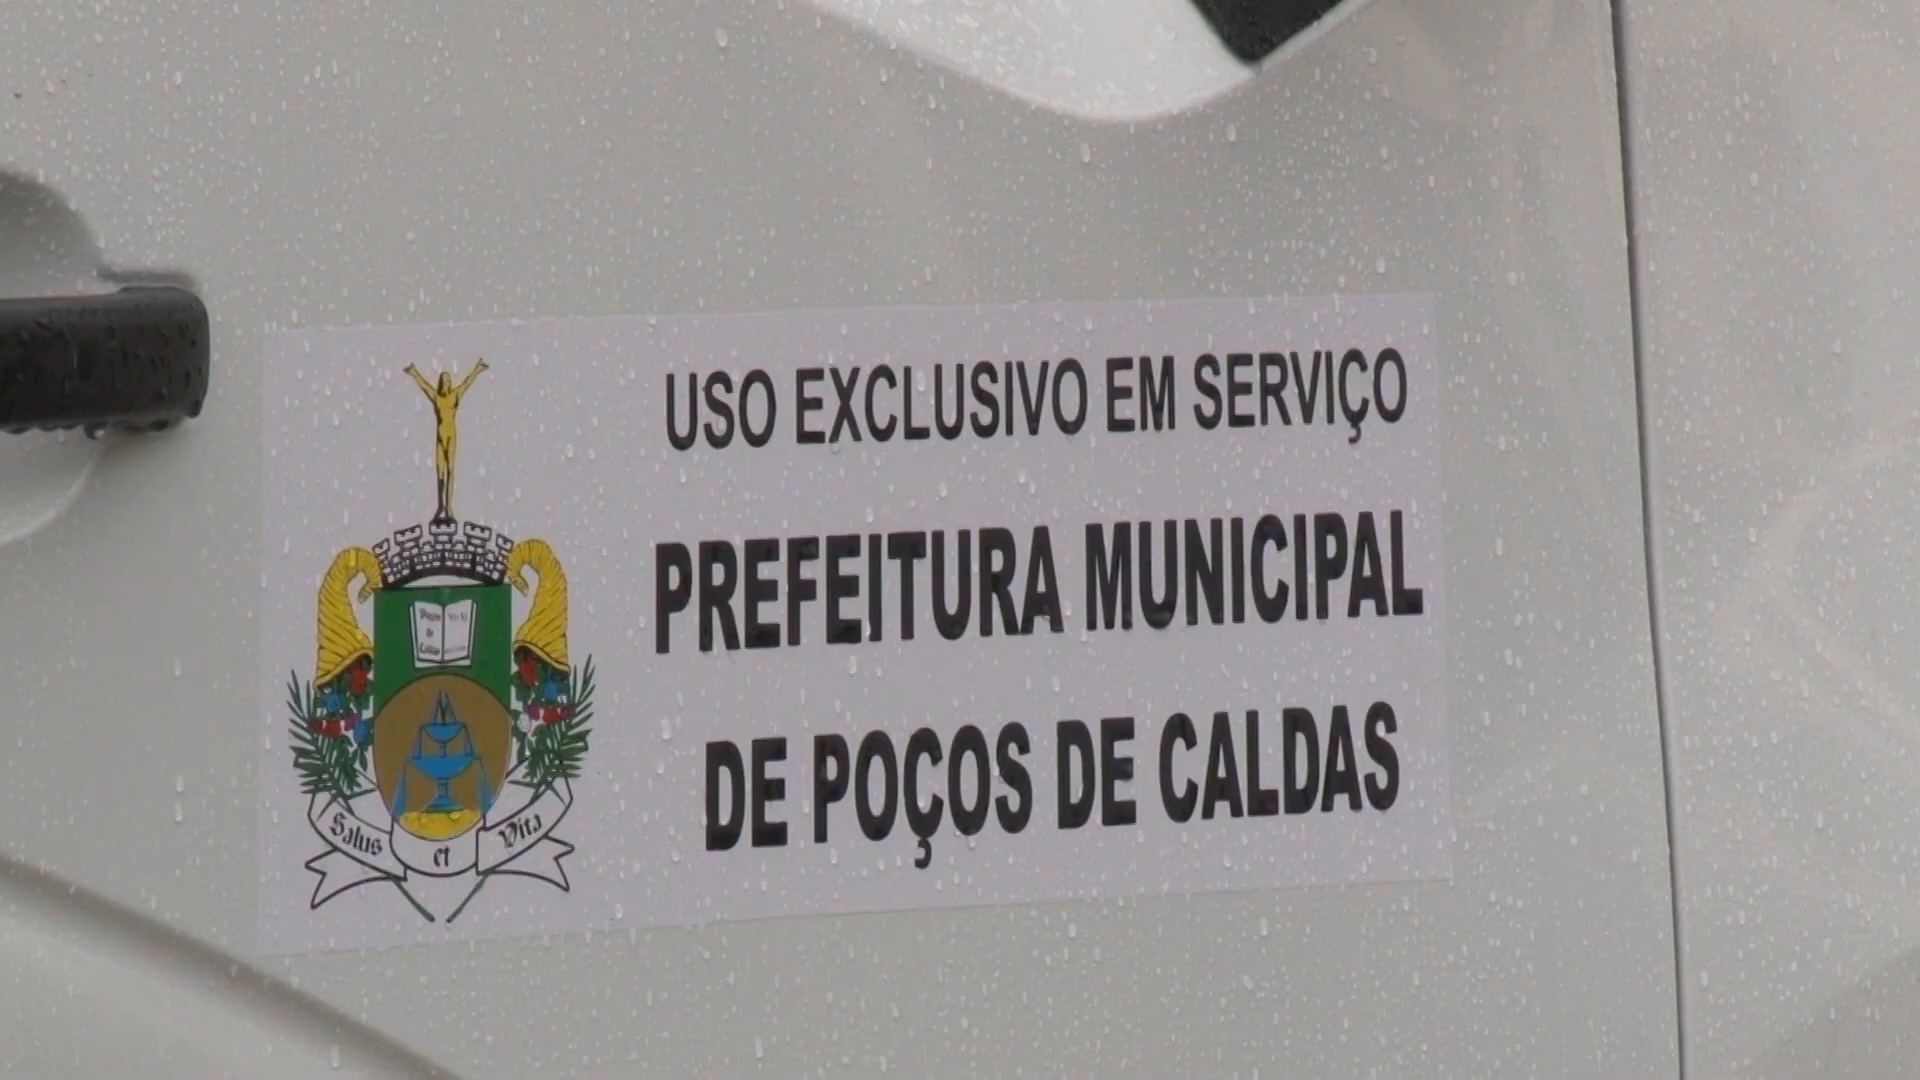 USO EXCLUSIVO EM SERVIÇO
PREFEITURA MUNICIPAL
DE POÇOS DE CALDAS
Salus et Vita